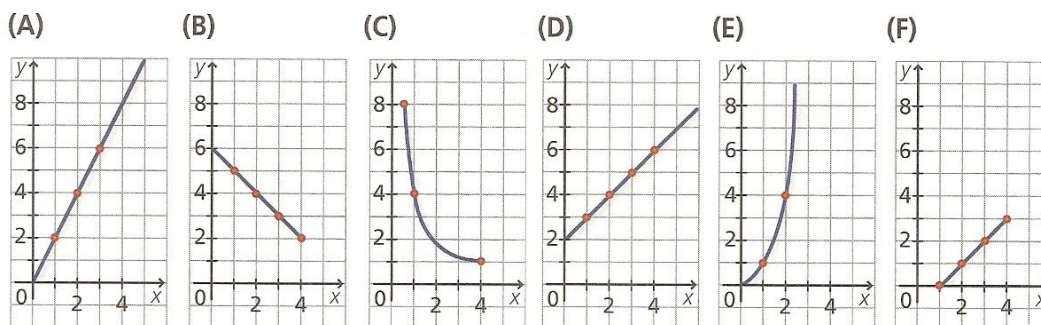 (A) (B) (C) (D) (E) (F)
y y y y y y
8 8 8 8 8 8
6 6 6 6 6 6
4 4 4 4 4 4
2 2 2 2 2 2
0 2 4 x 0 2 4 x 0 2 4 x 0 2 4 x 0 2 4 x 0 2 4 x